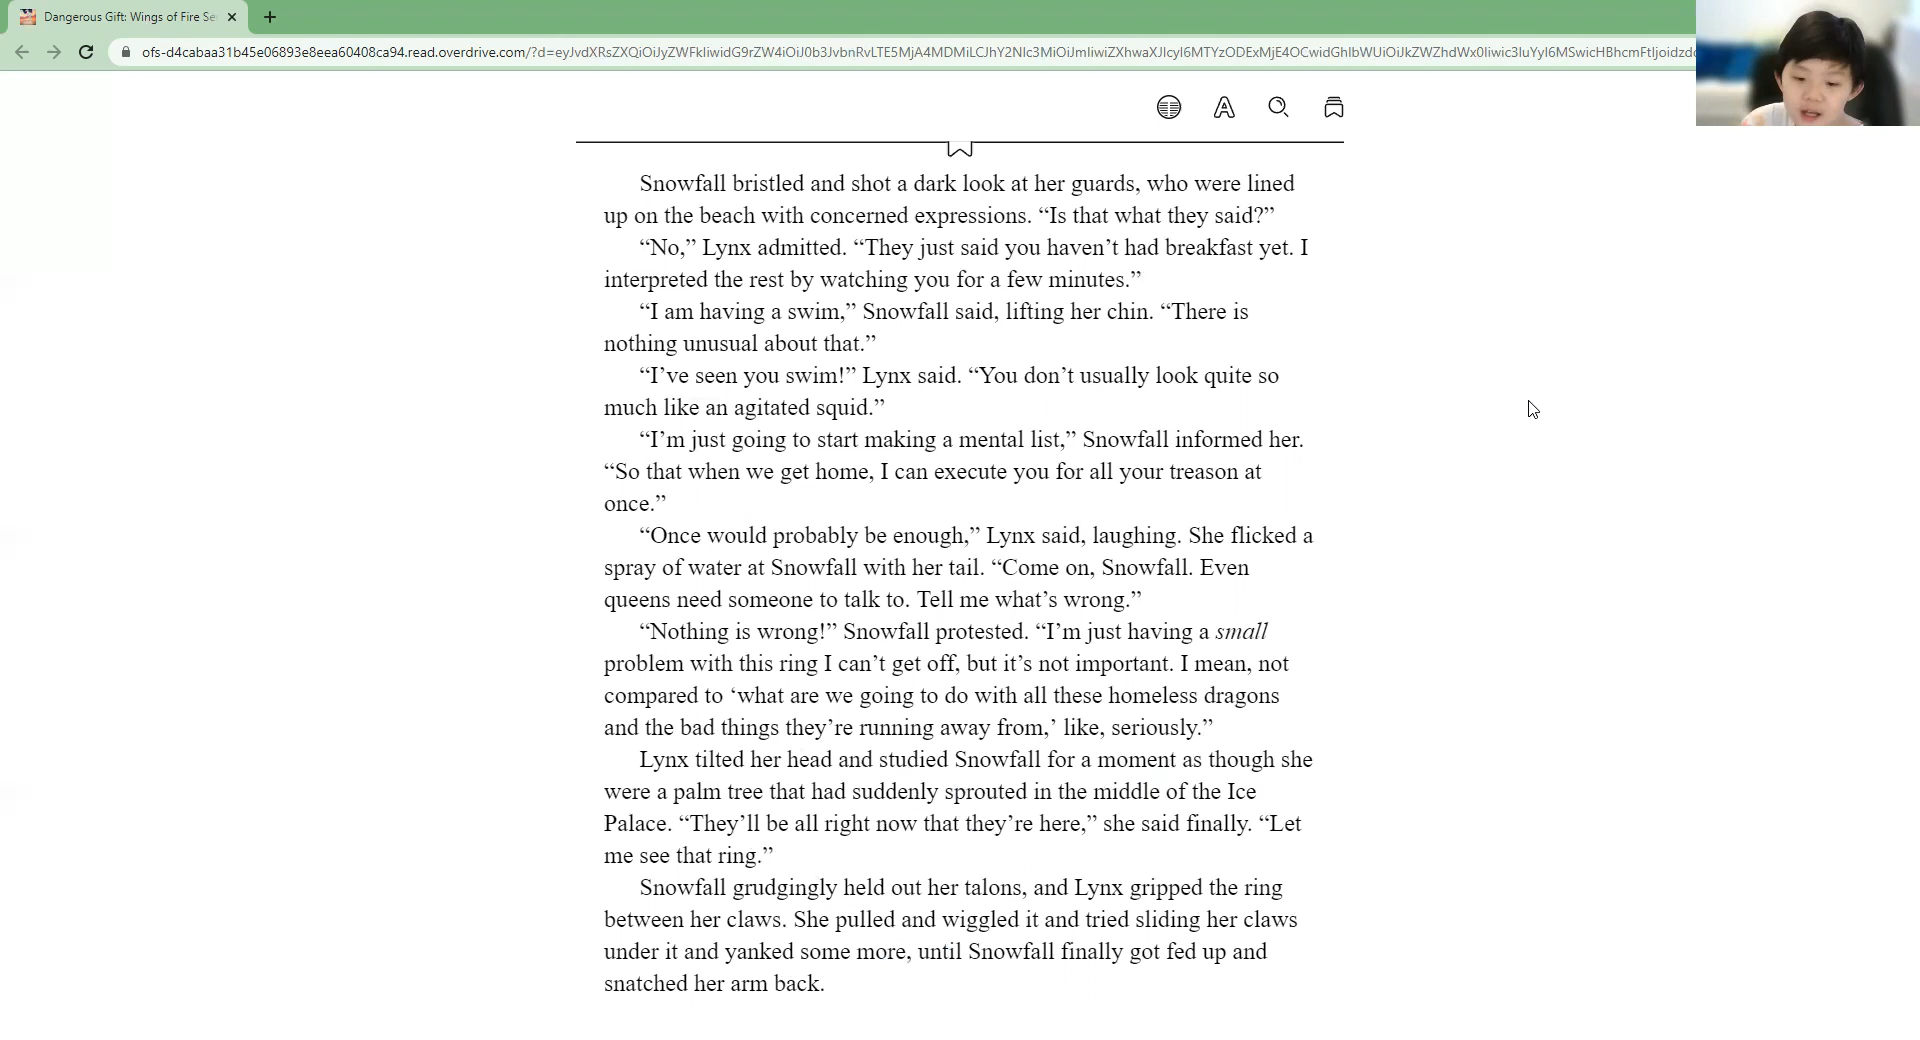 Dangerous Gift: Wings of Fire Se
ofs-d4cabaa31b45e06893e8eea60408ca94.read.overdrive.com/?d=
Snowfall bristled and shot a dark look at her guards, who were lined
up on the beach with concerned expressions. “Is that what they said?”
“No,” Lynx admitted. “They just said you haven’t had breakfast yet. I
interpreted the rest by watching you for a few minutes.”
“I am having a swim,” Snowfall said, lifting her chin. “There is
nothing unusual about that.”
“I’ve seen you swim!” Lynx said. “You don’t usually look quite so
much like an agitated squid.”
“I’m just going to start making a mental list,” Snowfall informed her.
“So that when we get home, I can execute you for all your treason at
once.”
“Once would probably be enough,” Lynx said, laughing. She flicked a
spray of water at Snowfall with her tail. “Come on, Snowfall. Even
queens need someone to talk to. Tell me what’s wrong.”
“Nothing is wrong!” Snowfall protested. “I’m just having a small
problem with this ring I can’t get off, but it’s not important. I mean, not
compared to ‘what are we going to do with all these homeless dragons
and the bad things they’re running away from,’ like, seriously.”
Lynx tilted her head and studied Snowfall for a moment as though she
were a palm tree that had suddenly sprouted in the middle of the Ice
Palace. “They’ll be all right now that they’re here,” she said finally. “Let
me see that ring.”
Snowfall grudgingly held out her talons, and Lynx gripped the ring
between her claws. She pulled and wiggled it and tried sliding her claws
under it and yanked some more, until Snowfall finally got fed up and
snatched her arm back.